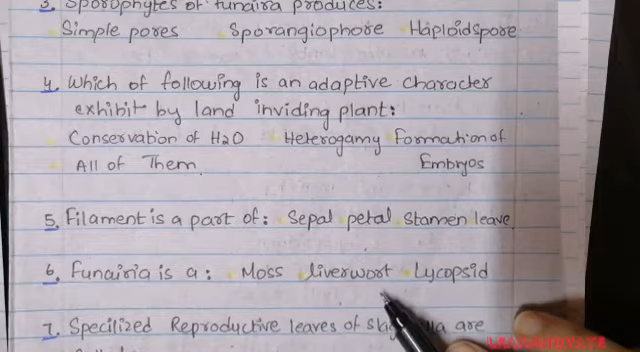 3. Sporophytes of funaira produces:
Simple pores Sporangiophore Haploidspore
4. Which of following is an adaptive character
exhibit by land inviding plant:
Conservation of H2O Heterogamy Formation of
All of Them Embryos
5. Filament is a part of: Sepal petal Stamen leave
6. Funairia is a: Moss liverwort Lycopsid
7. Specilized Reproductive leaves of are